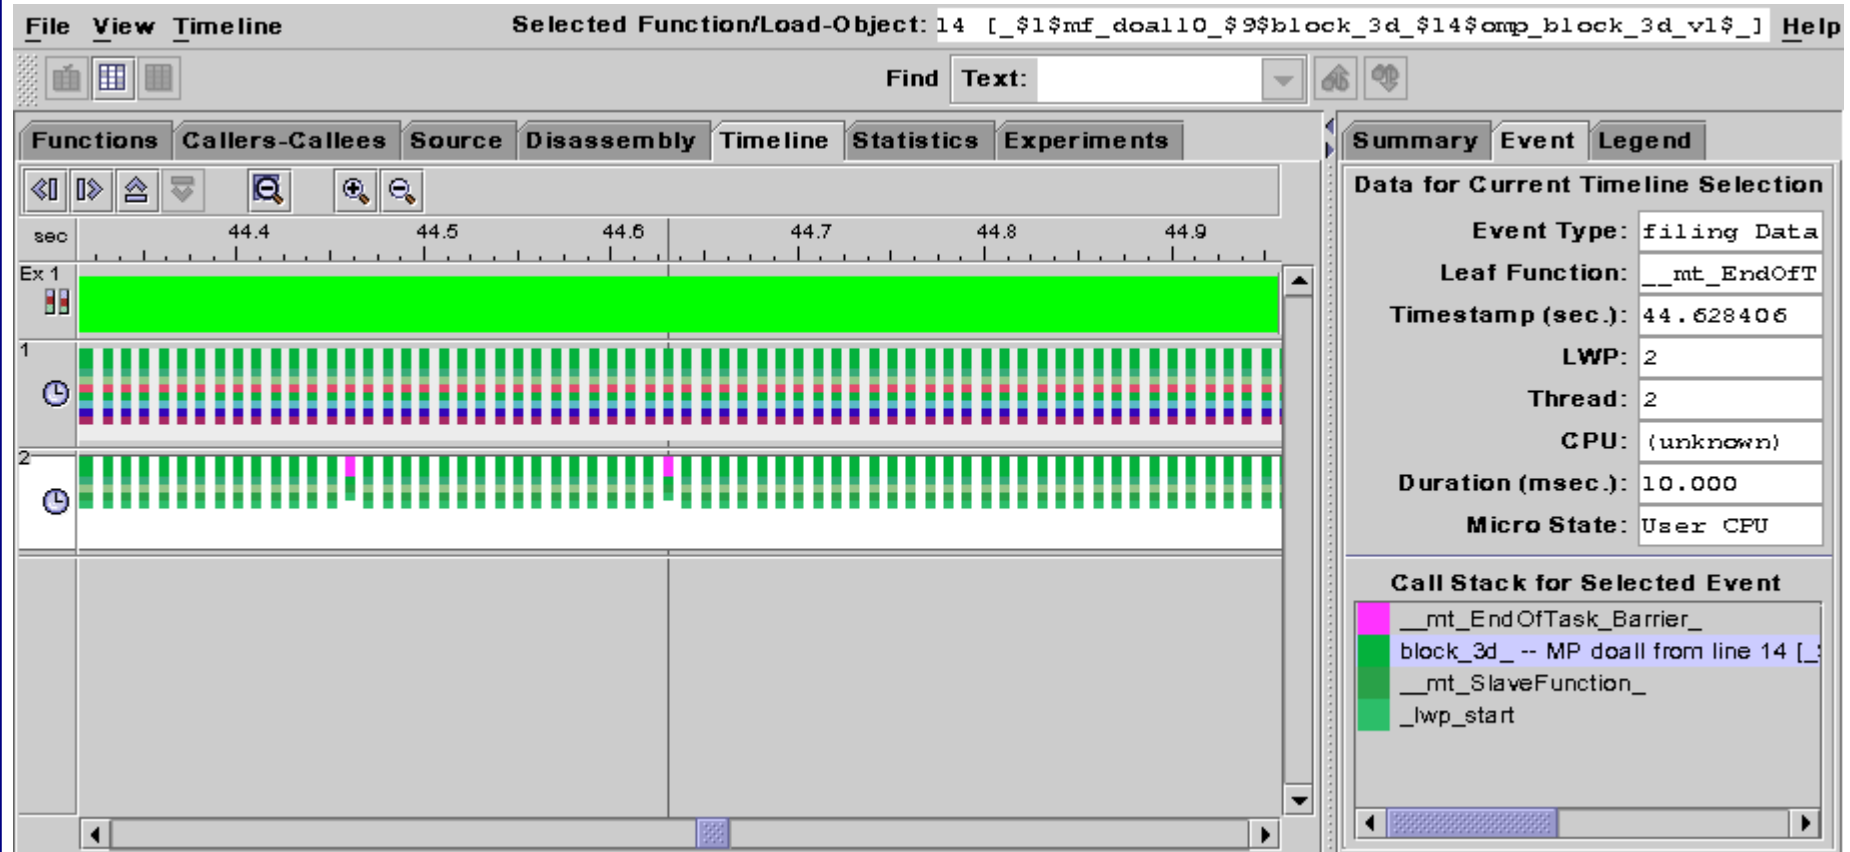 File View Timeline Selected Function/Load-Object: 14 [_$1$mf_doall0_$9$block_3d_$14$omp_block_3d_v1$_] Help
Find Text:
Functions Callers-Callees Source Disassembly Timeline Statistics Experiments
Summary Event Legend
sec 44.4 44.5 44.6 44.7 44.8 44.9
Ex 1
1
2
Data for Current Timeline Selection
Event Type: filing Data
Leaf Function: __mt_EndOfT
Timestamp (sec.): 44.628406
LWP: 2
Thread: 2
CPU: (unknown)
Duration (msec.): 10.000
Micro State: User CPU
Call Stack for Selected Event
__mt_EndOfTask_Barrier_
block_3d_ -- MP doall from line 14 [_$
__mt_SlaveFunction_
_lwp_start